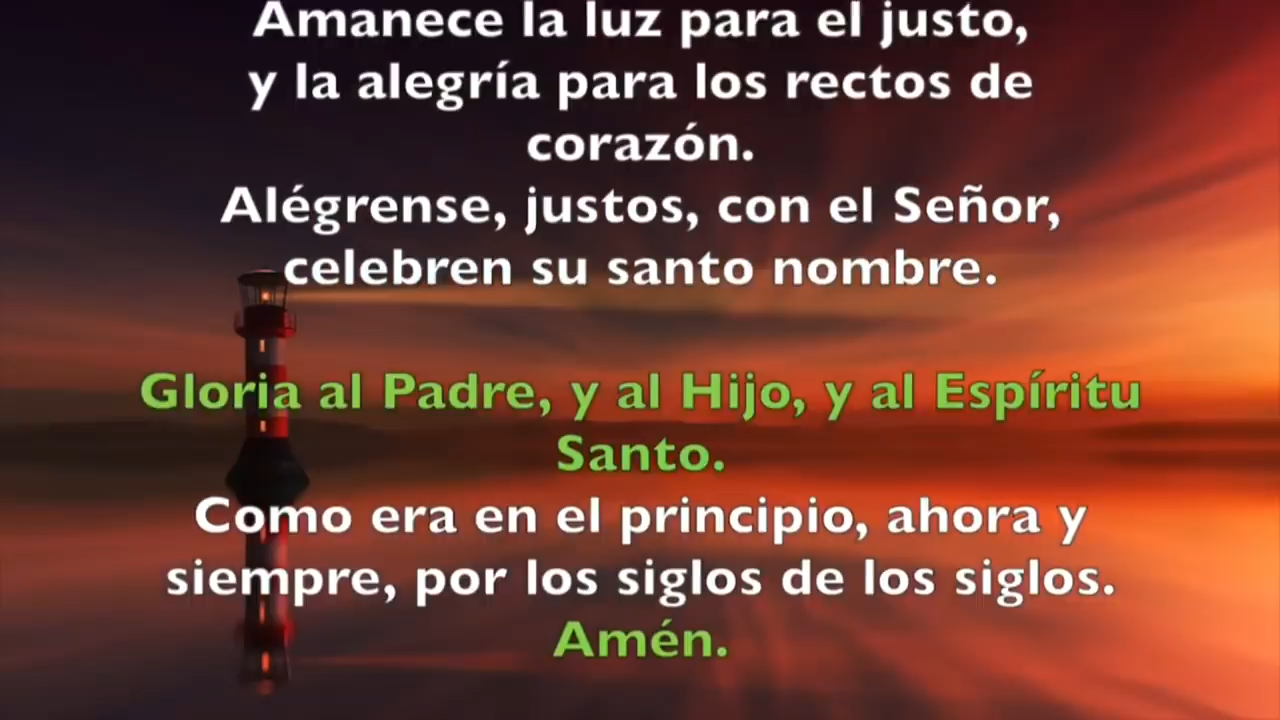 Amanece la luz para el justo,
y la alegría para los rectos de
corazón.
Alégrense, justos, con el Señor,
celebren su santo nombre.
Gloria al Padre, y al Hijo, y al Espíritu
Santo.
Como era en el principio, ahora y
siempre, por los siglos de los siglos.
Amén.